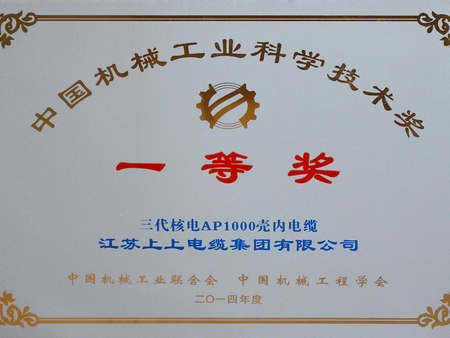 中国机械工业科学技术奖
一等奖
三代核电AP1000壳内电缆
江苏上上电缆集团有限公司
中国机械工业联合会 中国机械工程学会
二〇一四年度